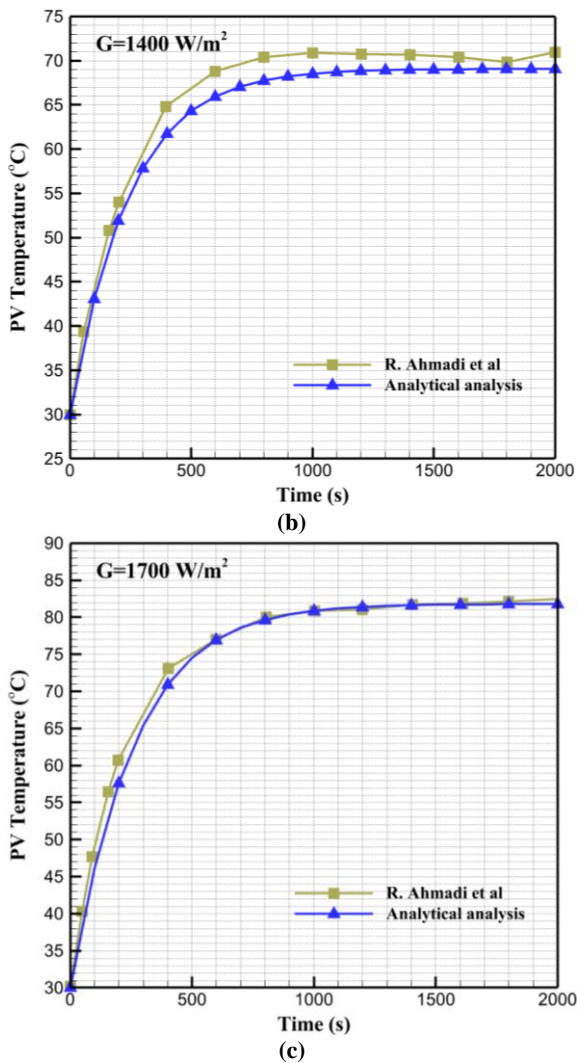 75
70
65
60
55
50
45
40
35
30
25
PV Temperature (°C)
G=1400 W/m²
R. Ahmadi et al
Analytical analysis
0 500 1000 1500 2000
Time (s)
(b)
90
85
80
75
70
65
60
55
50
45
40
35
30
PV Temperature (°C)
G=1700 W/m²
R. Ahmadi et al
Analytical analysis
0 500 1000 1500 2000
Time (s)
(c)